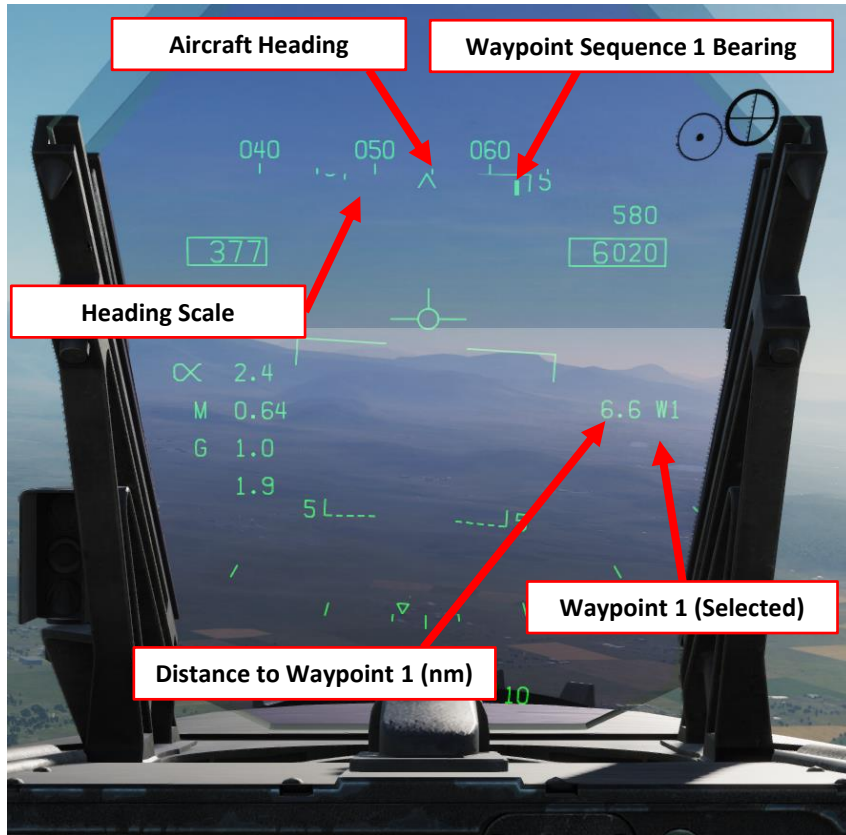 Aircraft Heading
Waypoint Sequence 1 Bearing
040 050 060
15
580
377
6020
Heading Scale
α 2.4
M 0.64
6.6 W1
G 1.0
1.9
5 5
Waypoint 1 (Selected)
Distance to Waypoint 1 (nm)
10